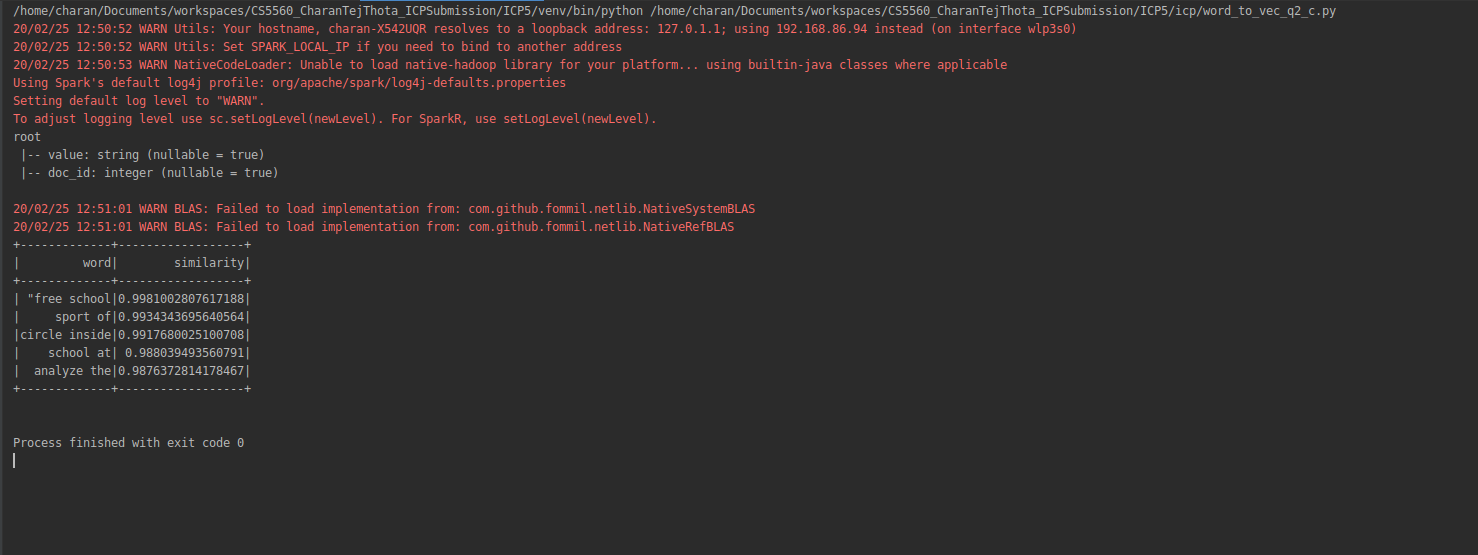 /home/charan/Documents/workspaces/CS5560_CharanTejThota_ICPSubmission/ICP5/venv/bin/python /home/charan/Documents/workspaces/CS5560_CharanTejThota_ICPSubmission/ICP5/icp/word_to_vec_q2_c.py
20/02/25 12:50:52 WARN Utils: Your hostname, charan-X542UQR resolves to a loopback address: 127.0.1.1; using 192.168.86.94 instead (on interface wlp3s0)
20/02/25 12:50:52 WARN Utils: Set SPARK_LOCAL_IP if you need to bind to another address
20/02/25 12:50:53 WARN NativeCodeLoader: Unable to load native-hadoop library for your platform... using builtin-java classes where applicable
Using Spark's default log4j profile: org/apache/spark/log4j-defaults.properties
Setting default log level to "WARN".
To adjust logging level use sc.setLogLevel(newLevel). For SparkR, use setLogLevel(newLevel).
root
 |-- value: string (nullable = true)
 |-- doc_id: integer (nullable = true)
20/02/25 12:51:01 WARN BLAS: Failed to load implementation from: com.github.fommil.netlib.NativeSystemBLAS
20/02/25 12:51:01 WARN BLAS: Failed to load implementation from: com.github.fommil.netlib.NativeRefBLAS
+-------------+------------------+
|         word|        similarity|
+-------------+------------------+
| "free school|0.9981002807617188|
|     sport of|0.9934343695640564|
|circle inside|0.9917680025100708|
|    school at| 0.988039493560791|
|  analyze the|0.9876372814178467|
+-------------+------------------+
Process finished with exit code 0